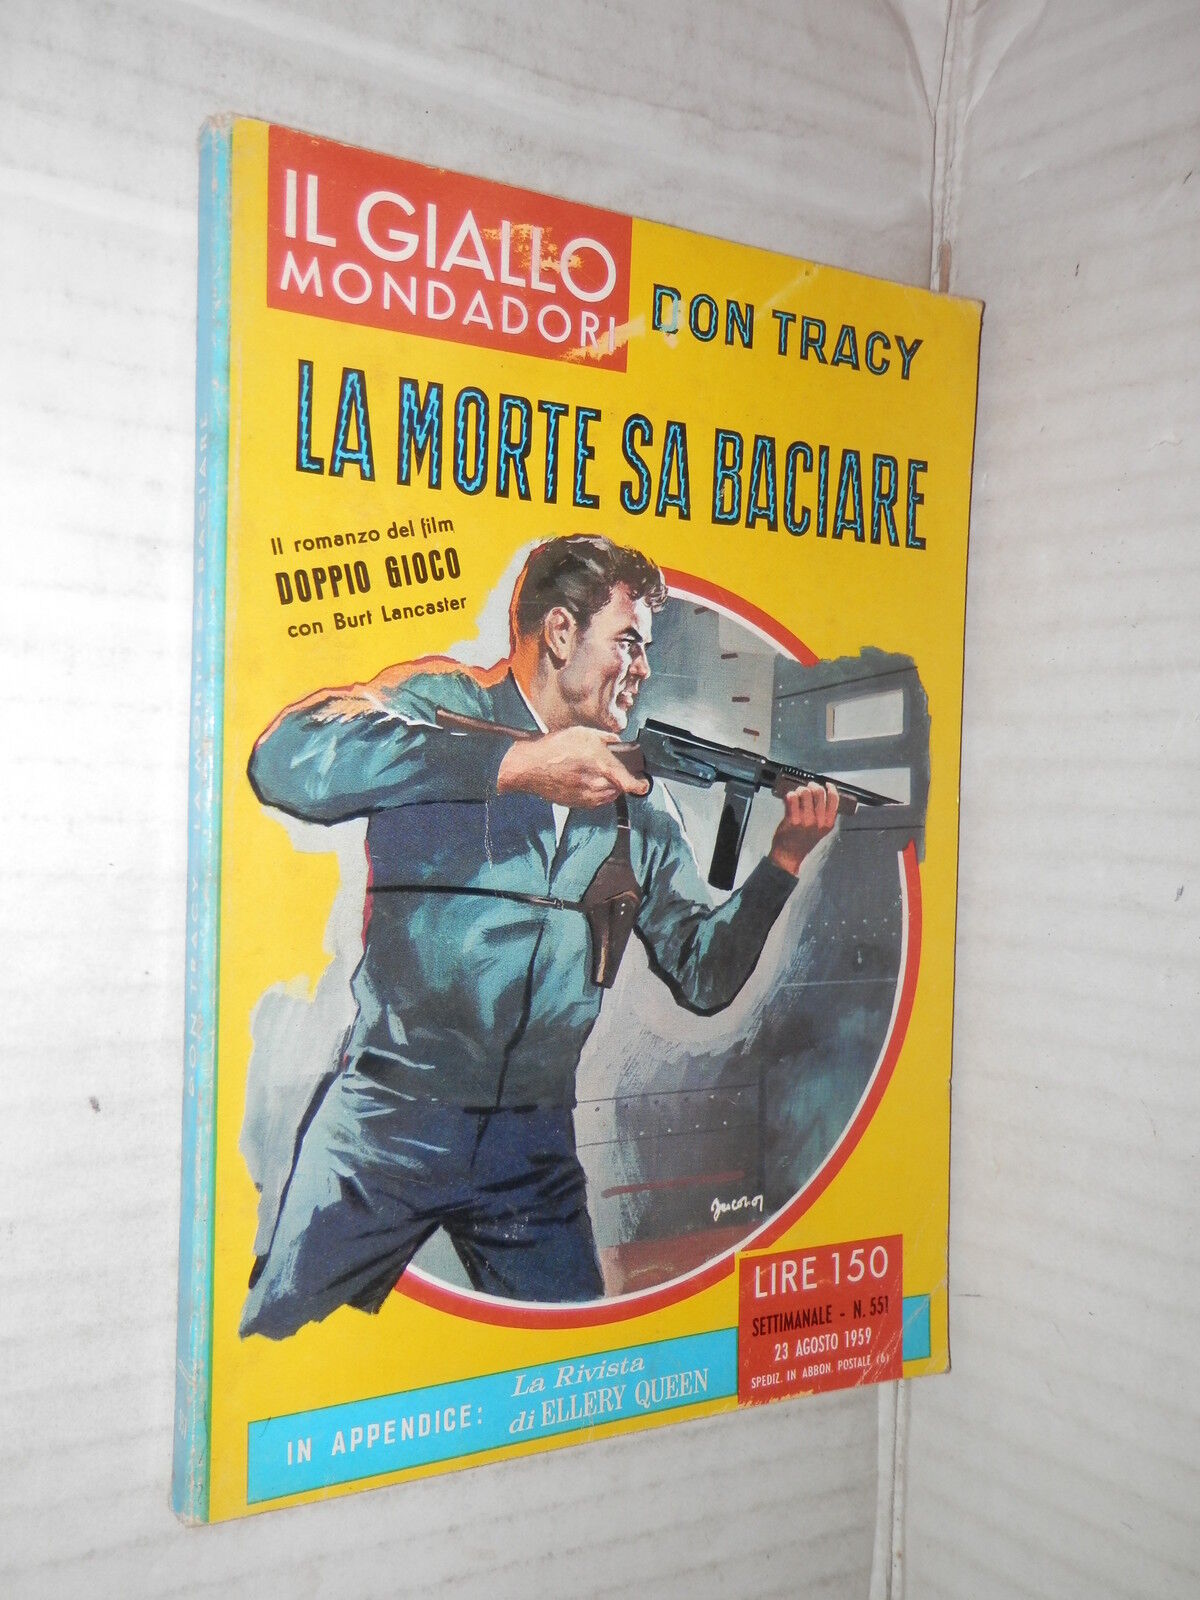 IL GIALLO
MONDADORI
DON TRACY
LA MORTE SA BACIARE
Il romanzo del film
DOPPIO GIOCO
con Burt Lancaster
Jacono
LIRE 150
SETTIMANALE - N. 551
23 AGOSTO 1959
SPEDIZ. IN ABBON. POSTALE (6)
IN APPENDICE:
La Rivista
di ELLERY QUEEN
DON TRACY - LA MORTE SA BACIARE